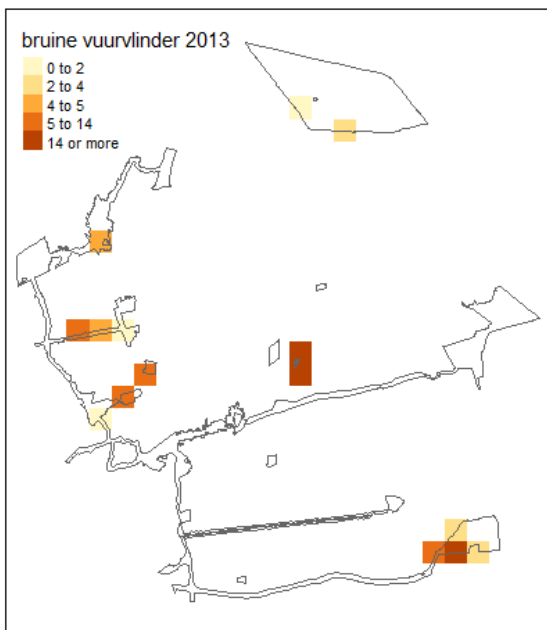 bruine vuurvlinder 2013
0 to 2
2 to 4
4 to 5
5 to 14
14 or more